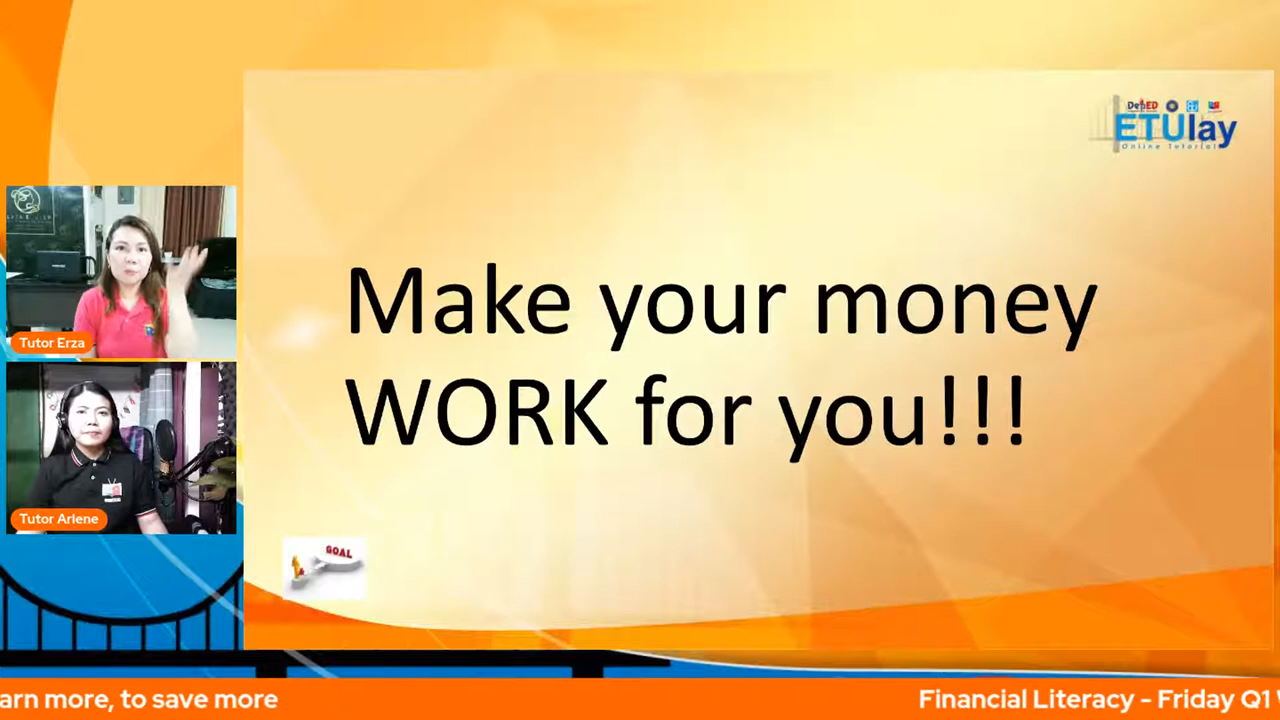 DepED
ETUlay
Online Tutorial
Make your money
WORK for you!!!
Tutor Erza
Tutor Arlene
GOAL
arn more, to save more
Financial Literacy - Friday Q1